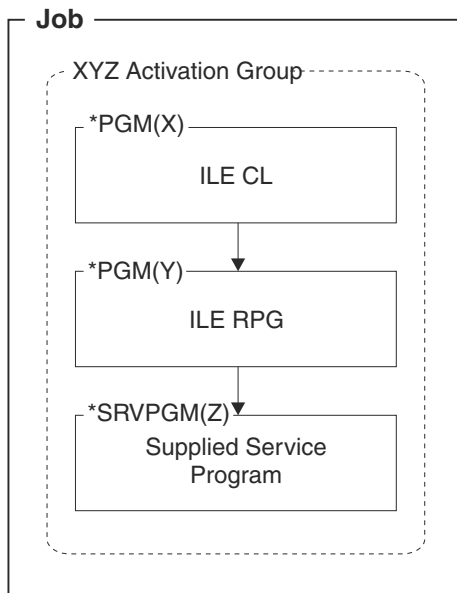 Job
XYZ Activation Group
*PGM(X)
ILE CL
*PGM(Y)
ILE RPG
*SRVPGM(Z)
Supplied Service
Program